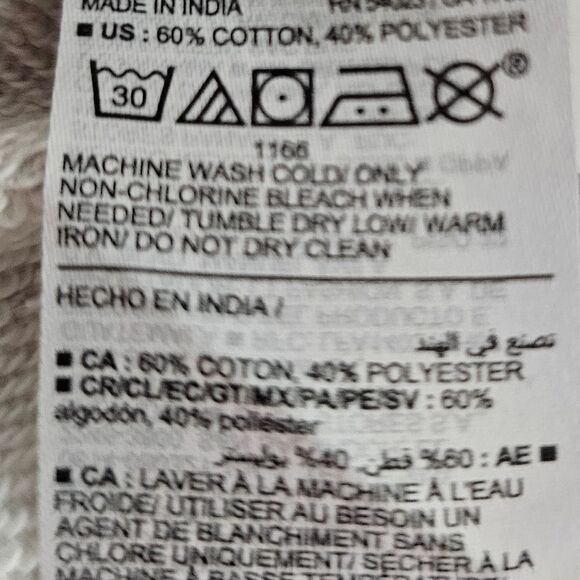 MADE IN INDIA
■ US : 60% COTTON, 40% POLYESTER
30
®
1166
MACHINE WASH COLD/ ONLY
NON-CHLORINE BLEACH WHEN
NEEDED/ TUMBLE DRY LOW/ WARM
IRON/ DO NOT DRY CLEAN
HECHO EN INDIA /
تصنع في الهند
■ CA : 60% COTON, 40% POLYESTER
■ CR/CL/EC/GT/MX/PA/PE/SV : 60%
algodón, 40% poliéster
■ AE : %60 قطن, %40 بوليستر
■ CA : LAVER À LA MACHINE À L'EAU
FROIDE/ UTILISER AU BESOIN UN
AGENT DE BLANCHIMENT SANS
CHLORE UNIQUEMENT/ SÉCHER À LA
MACHINE À BASSE